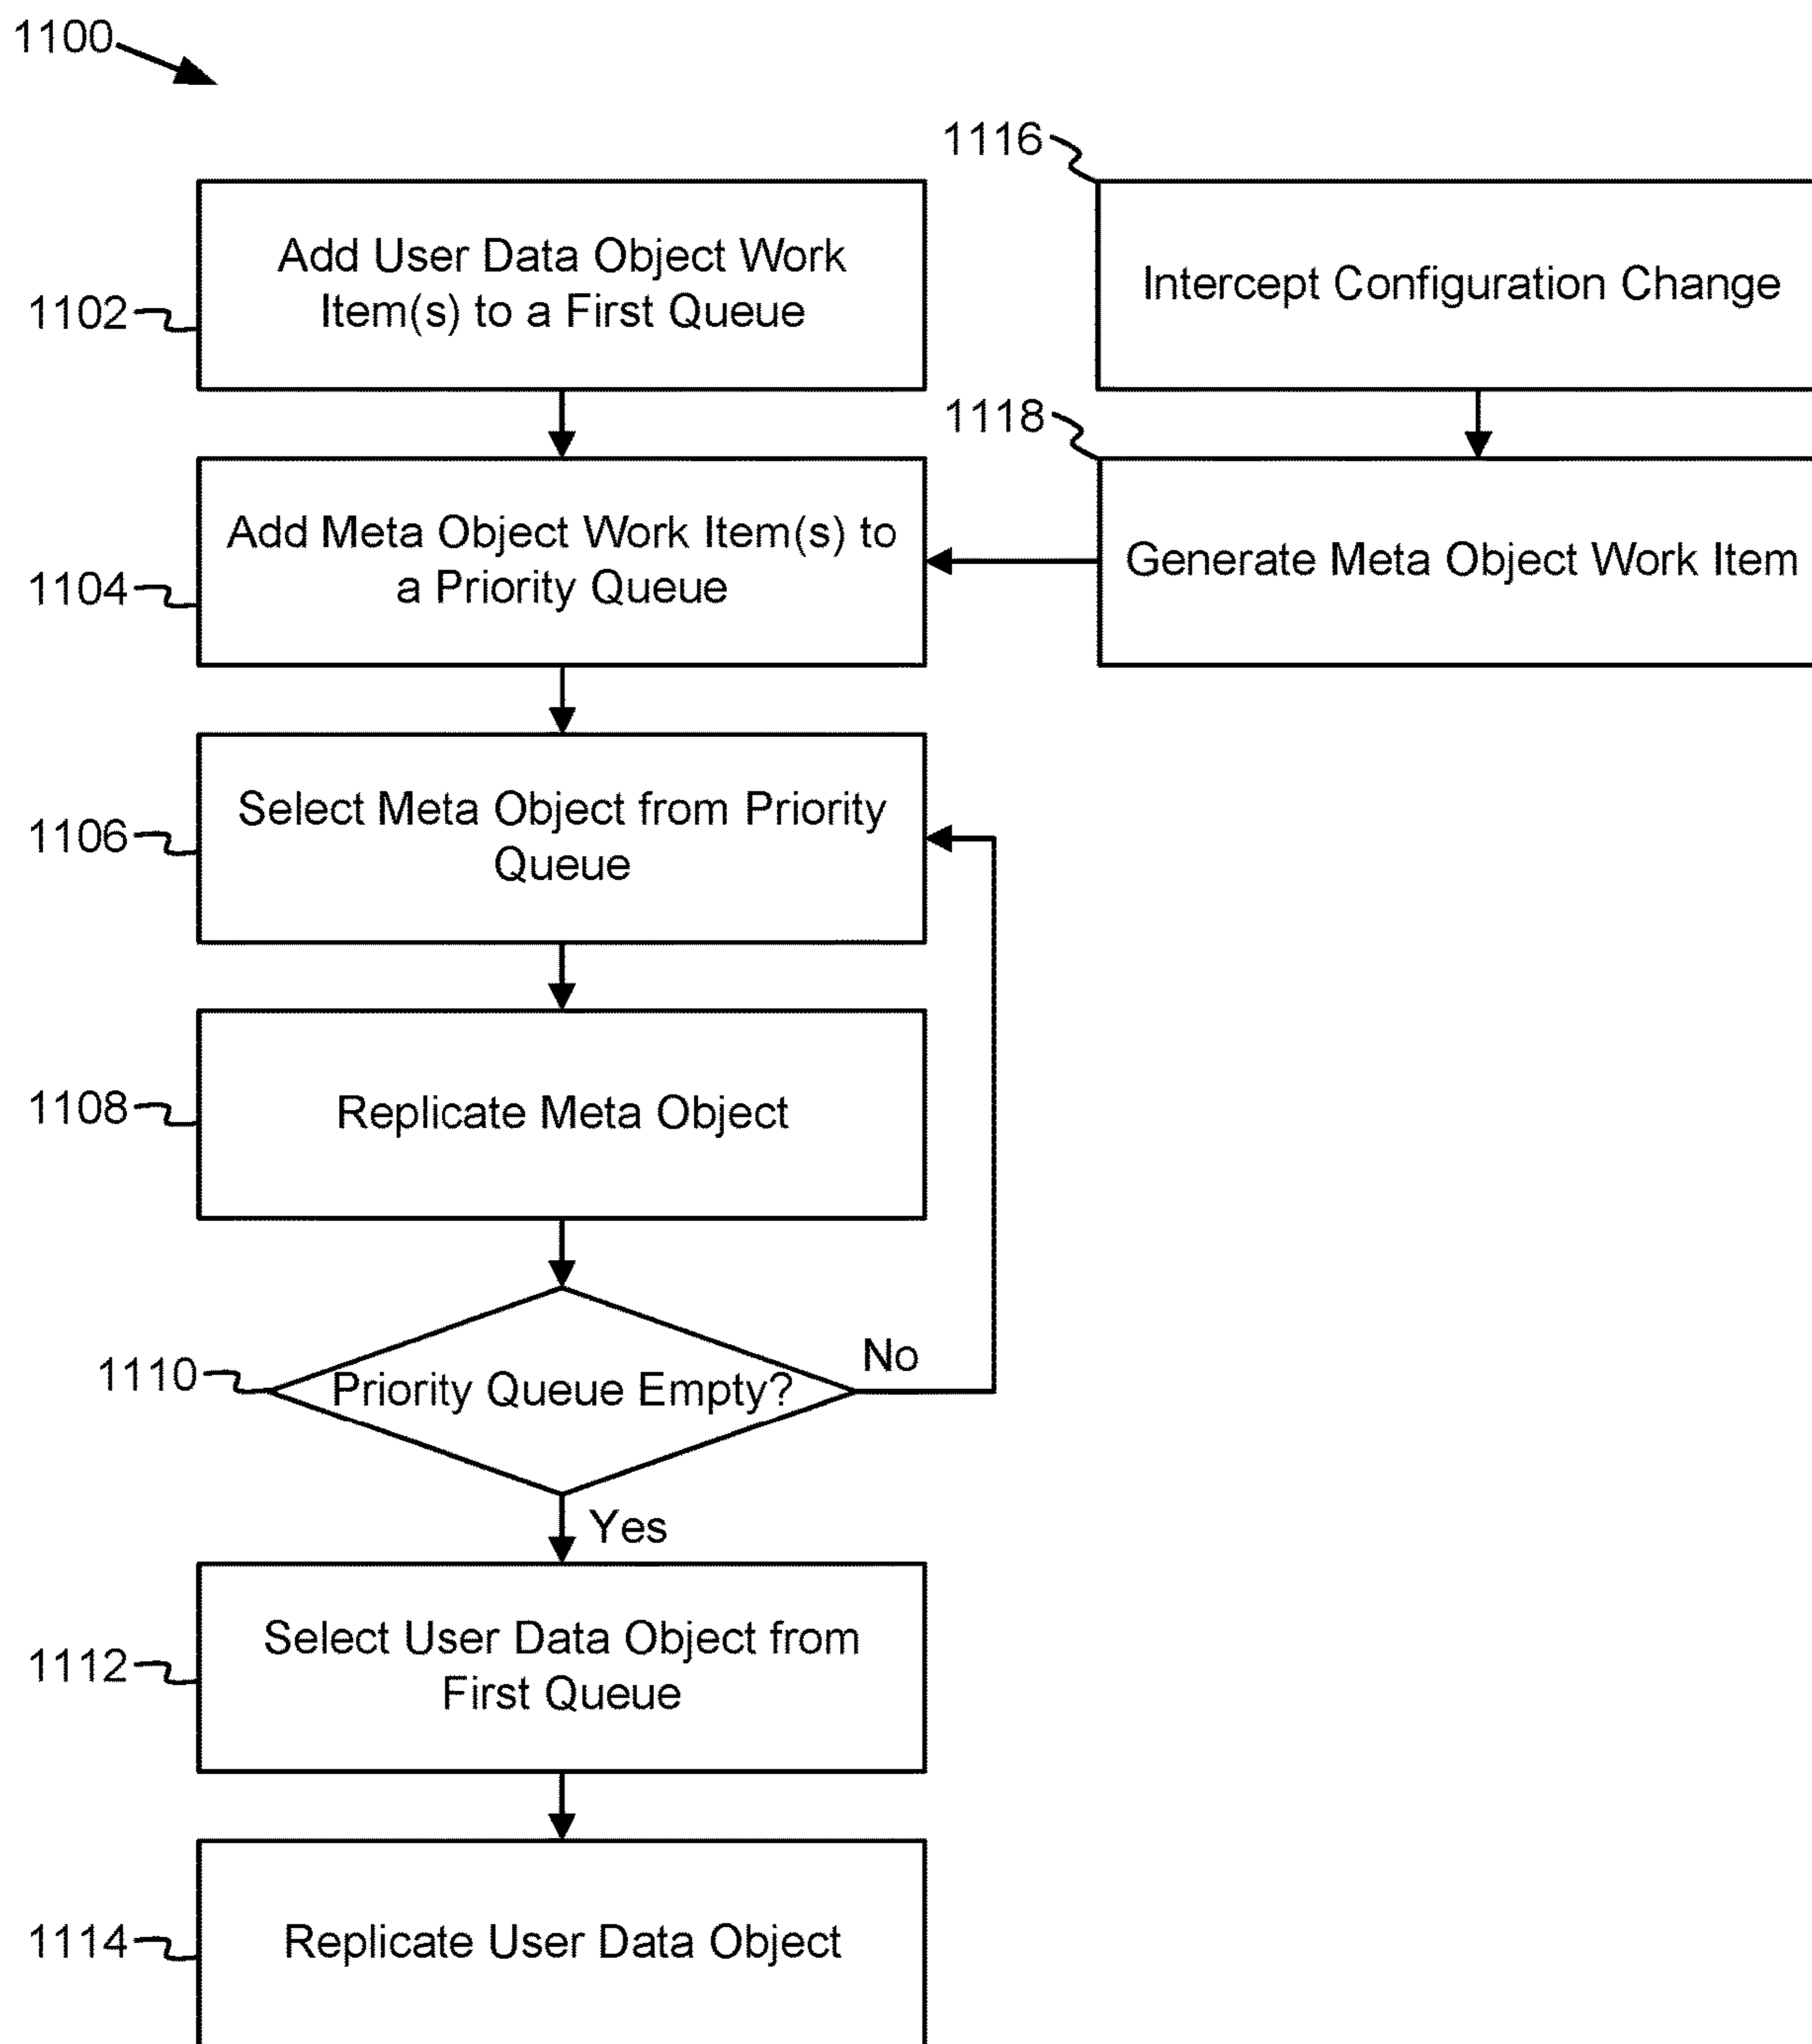 1100
1116
Add User Data Object Work
Item(s) to a First Queue
1102
Intercept Configuration Change
1118
Add Meta Object Work Item(s) to
a Priority Queue
1104
Generate Meta Object Work Item
Select Meta Object from Priority
Queue
1106
Replicate Meta Object
1108
No
1110
Priority Queue Empty?
Yes
Select User Data Object from
First Queue
1112
Replicate User Data Object
1114